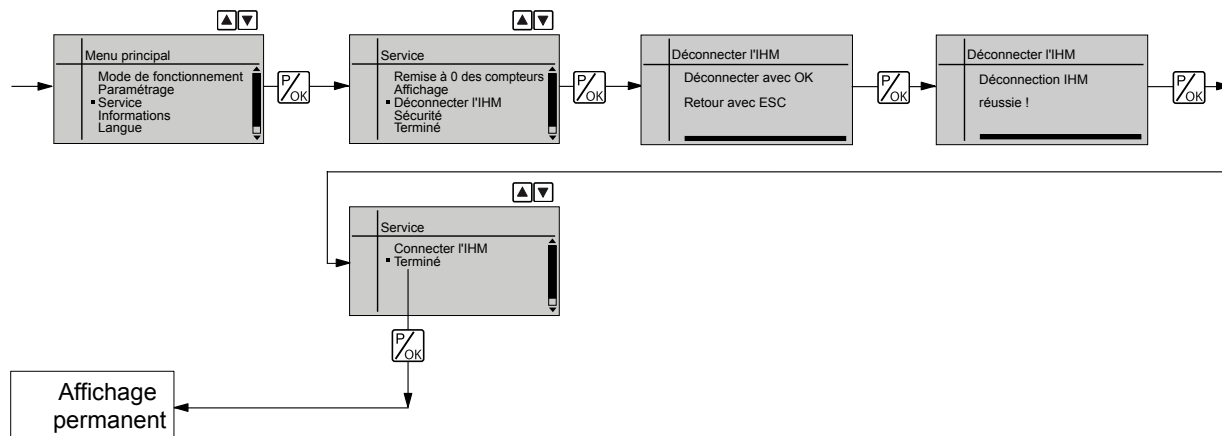 Menu principal
Mode de fonctionnement
Paramétrage
Service
Informations
Langue
P/OK
Service
Remise à 0 des compteurs
Affichage
Déconnecter l'IHM
Sécurité
Terminé
P/OK
Déconnecter l'IHM
Déconnecter avec OK
Retour avec ESC
P/OK
Déconnecter l'IHM
Déconnection IHM
réussie !
P/OK
Service
Connecter l'IHM
Terminé
P/OK
Affichage
permanent